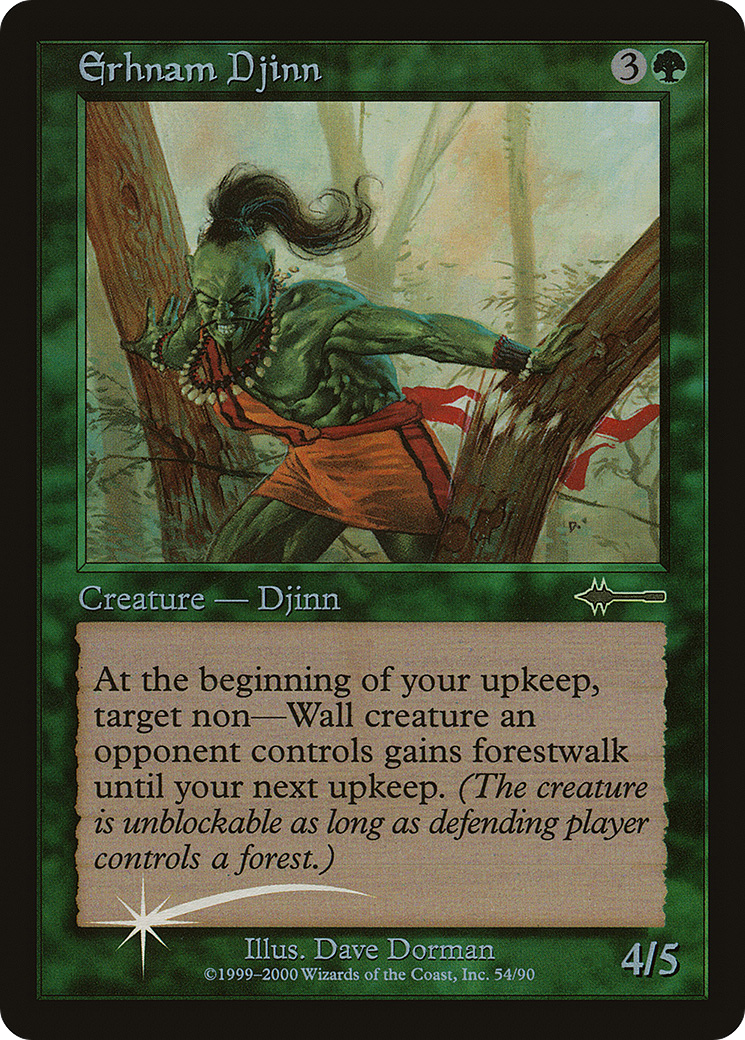 Erhnam Djinn
3
D.
Creature — Djinn
At the beginning of your upkeep,
target non—Wall creature an
opponent controls gains forestwalk
until your next upkeep. (The creature
is unblockable as long as defending player
controls a forest.)
Illus. Dave Dorman
©1999–2000 Wizards of the Coast, Inc. 54/90
4/5